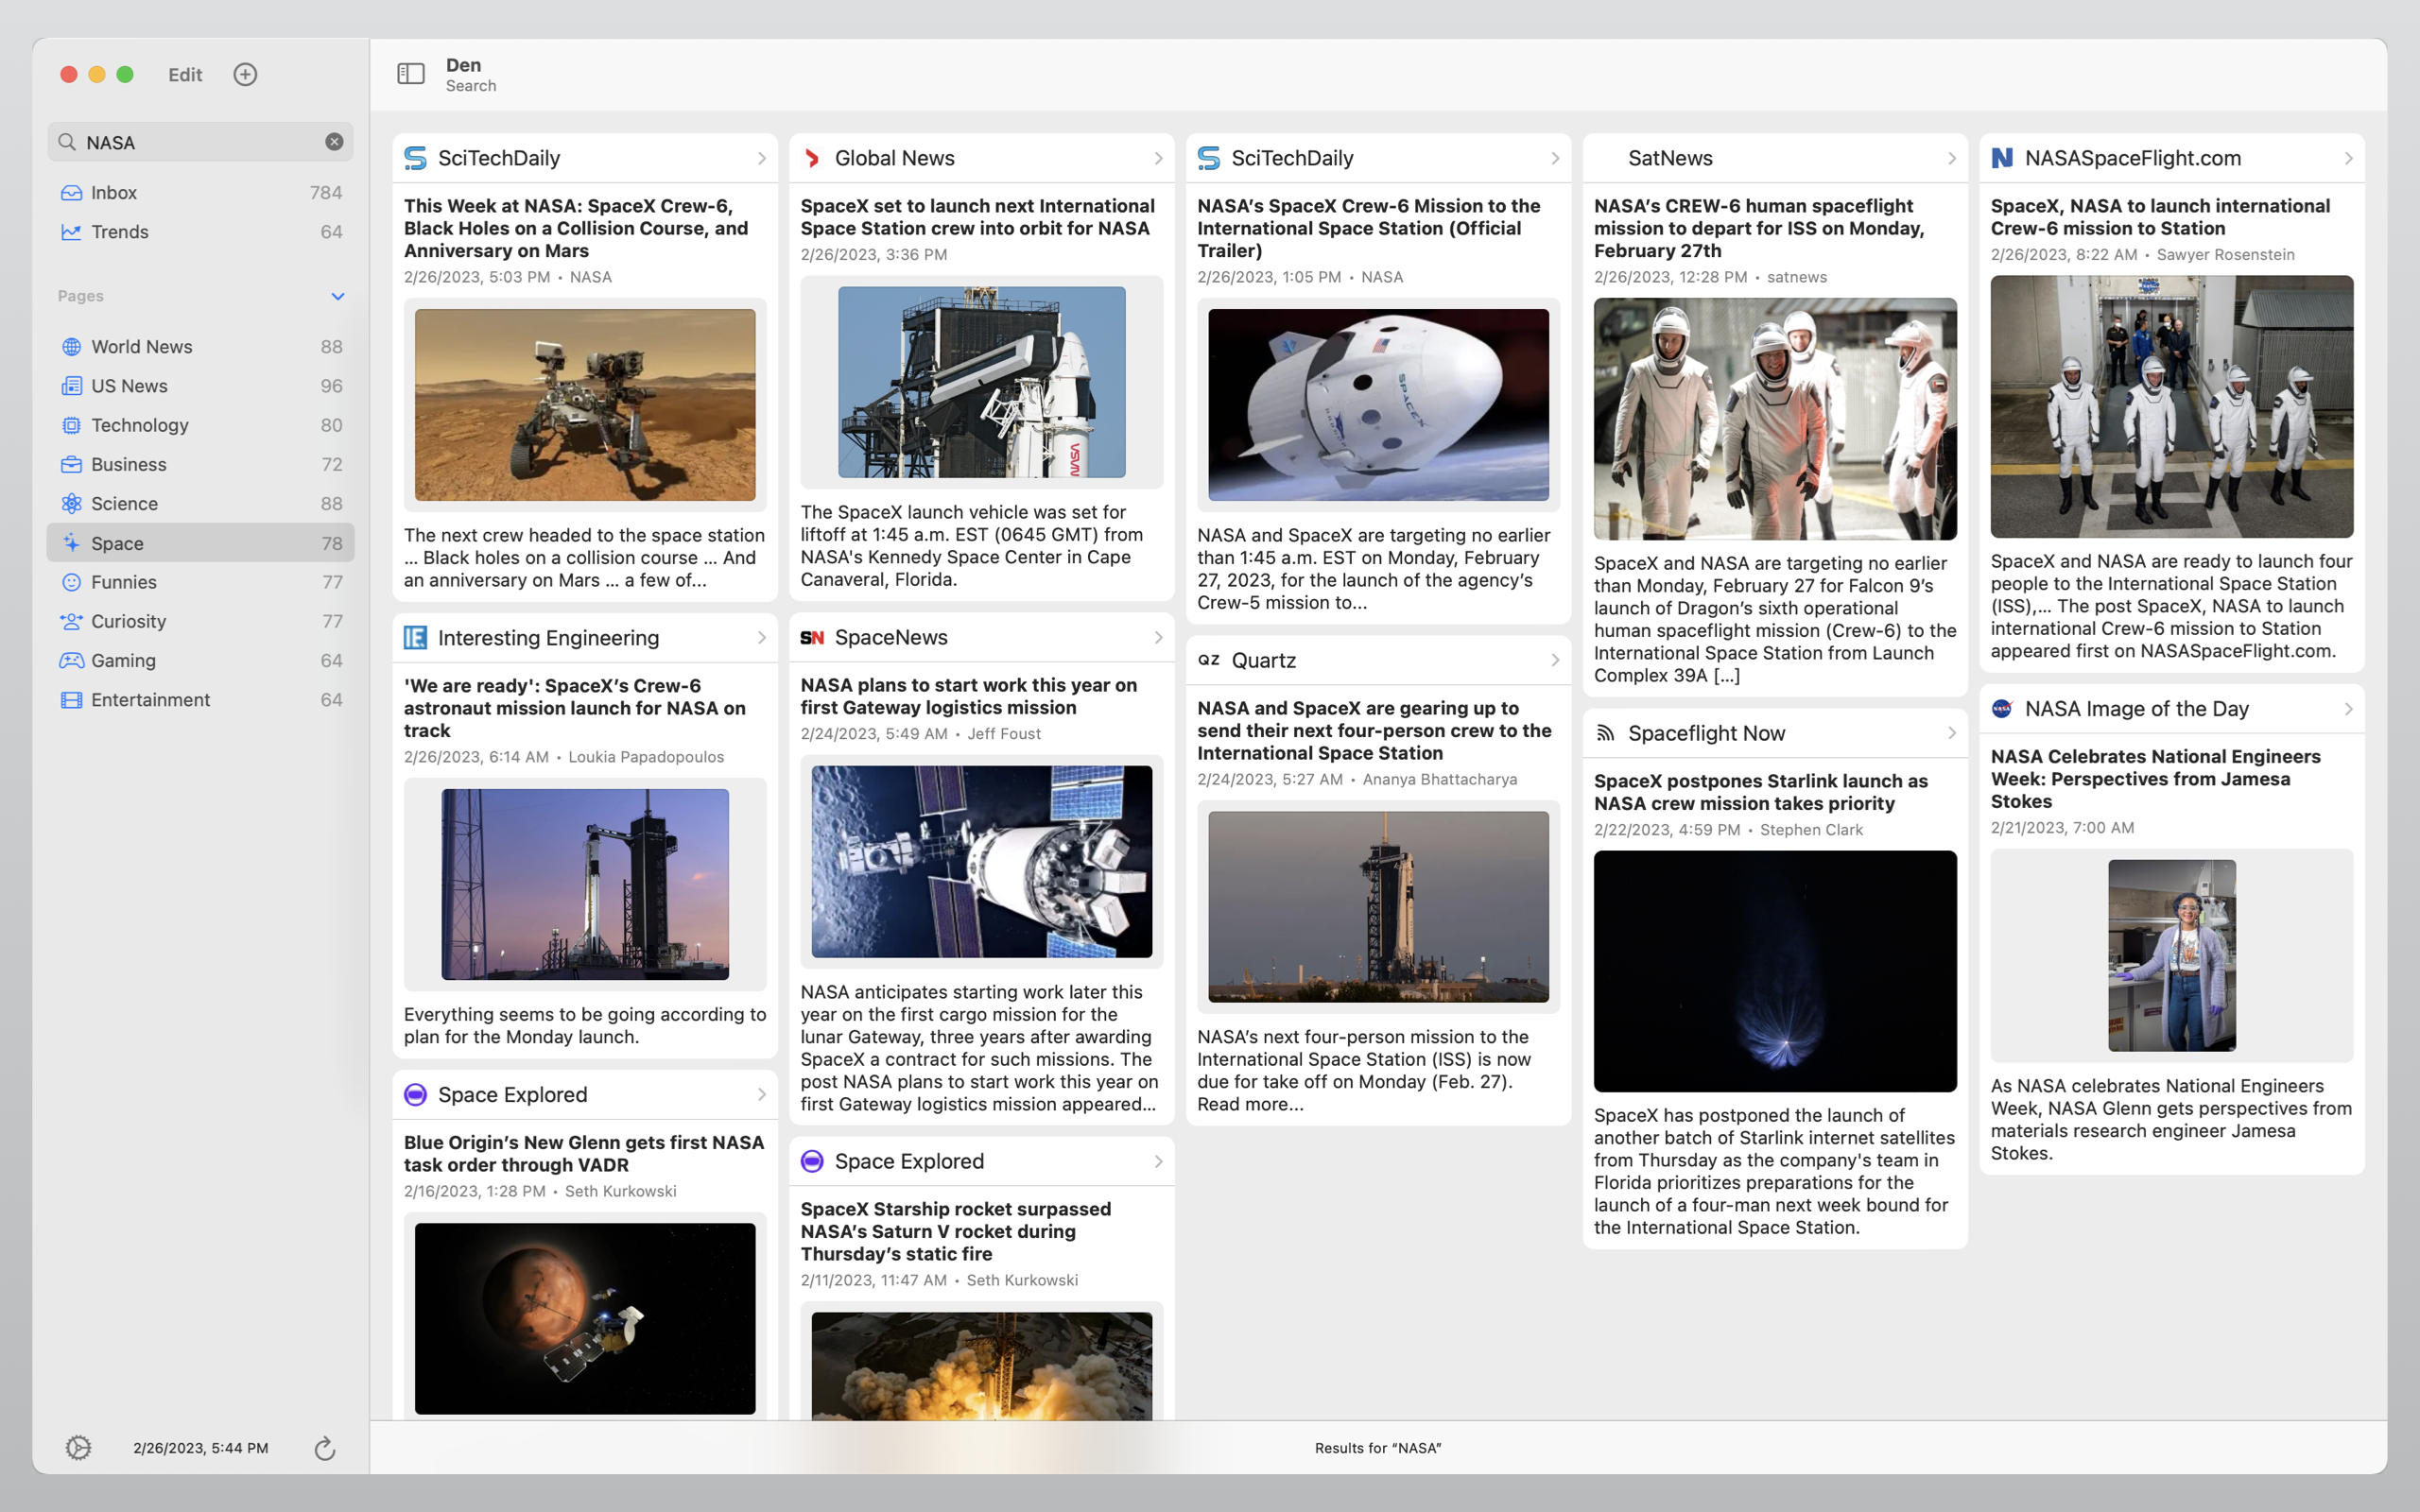 Edit
NASA
Inbox 784
Trends 64
Pages
World News 88
US News 96
Technology 80
Business 72
Science 88
Space 78
Funnies 77
Curiosity 77
Gaming 64
Entertainment 64
2/26/2023, 5:44 PM
Den
Search
SciTechDaily
This Week at NASA: SpaceX Crew-6,
Black Holes on a Collision Course, and
Anniversary on Mars
2/26/2023, 5:03 PM • NASA
The next crew headed to the space station
... Black holes on a collision course ... And
an anniversary on Mars ... a few of...
Interesting Engineering
'We are ready': SpaceX’s Crew-6
astronaut mission launch for NASA on
track
2/26/2023, 6:14 AM • Loukia Papadopoulos
Everything seems to be going according to
plan for the Monday launch.
Space Explored
Blue Origin’s New Glenn gets first NASA
task order through VADR
2/16/2023, 1:28 PM • Seth Kurkowski
Global News
SpaceX set to launch next International
Space Station crew into orbit for NASA
2/26/2023, 3:36 PM
NASA
The SpaceX launch vehicle was set for
liftoff at 1:45 a.m. EST (0645 GMT) from
NASA's Kennedy Space Center in Cape
Canaveral, Florida.
SN SpaceNews
NASA plans to start work this year on
first Gateway logistics mission
2/24/2023, 5:49 AM • Jeff Foust
NASA anticipates starting work later this
year on the first cargo mission for the
lunar Gateway, three years after awarding
SpaceX a contract for such missions. The
post NASA plans to start work this year on
first Gateway logistics mission appeared...
Space Explored
SpaceX Starship rocket surpassed
NASA’s Saturn V rocket during
Thursday’s static fire
2/11/2023, 11:47 AM • Seth Kurkowski
SciTechDaily
NASA’s SpaceX Crew-6 Mission to the
International Space Station (Official
Trailer)
2/26/2023, 1:05 PM • NASA
SPACEX
NASA and SpaceX are targeting no earlier
than 1:45 a.m. EST on Monday, February
27, 2023, for the launch of the agency’s
Crew-5 mission to...
QZ Quartz
NASA and SpaceX are gearing up to
send their next four-person crew to the
International Space Station
2/24/2023, 5:27 AM • Ananya Bhattacharya
NASA’s next four-person mission to the
International Space Station (ISS) is now
due for take off on Monday (Feb. 27).
Read more...
SatNews
NASA’s CREW-6 human spaceflight
mission to depart for ISS on Monday,
February 27th
2/26/2023, 12:28 PM • satnews
SpaceX and NASA are targeting no earlier
than Monday, February 27 for Falcon 9’s
launch of Dragon’s sixth operational
human spaceflight mission (Crew-6) to the
International Space Station from Launch
Complex 39A [...]
Spaceflight Now
SpaceX postpones Starlink launch as
NASA crew mission takes priority
2/22/2023, 4:59 PM • Stephen Clark
SpaceX has postponed the launch of
another batch of Starlink internet satellites
from Thursday as the company's team in
Florida prioritizes preparations for the
launch of a four-man next week bound for
the International Space Station.
N NASASpaceFlight.com
SpaceX, NASA to launch international
Crew-6 mission to Station
2/26/2023, 8:22 AM • Sawyer Rosenstein
SpaceX and NASA are ready to launch four
people to the International Space Station
(ISS),... The post SpaceX, NASA to launch
international Crew-6 mission to Station
appeared first on NASASpaceFlight.com.
NASA Image of the Day
NASA Celebrates National Engineers
Week: Perspectives from Jamesa
Stokes
2/21/2023, 7:00 AM
As NASA celebrates National Engineers
Week, NASA Glenn gets perspectives from
materials research engineer Jamesa
Stokes.
Results for “NASA”